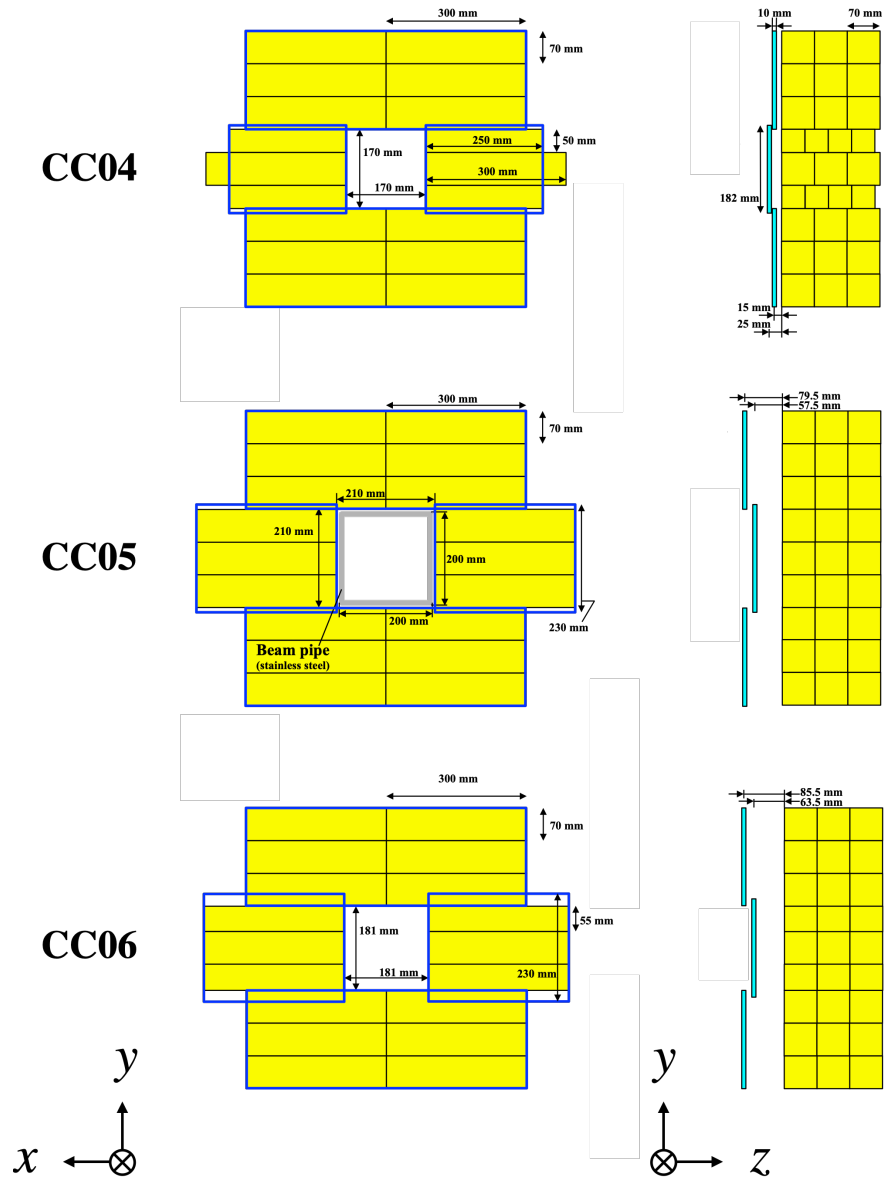 300 mm
10 mm
70 mm
70 mm
CC04
170 mm
250 mm
50 mm
300 mm
170 mm
182 mm
15 mm
25 mm
300 mm
79.5 mm
57.5 mm
70 mm
210 mm
CC05
210 mm
200 mm
200 mm
230 mm
Beam pipe
(stainless steel)
300 mm
85.5 mm
63.5 mm
70 mm
CC06
181 mm
55 mm
181 mm
230 mm
y
x
y
z